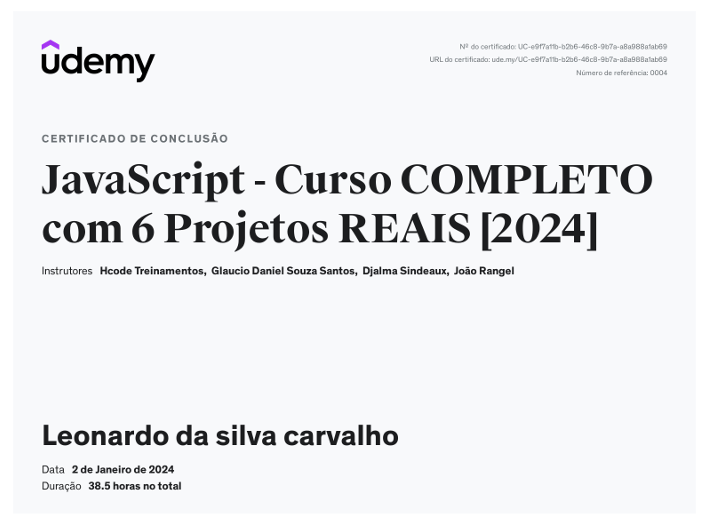 udemy
Nº do certificado: UC-e9f7a11b-b2b6-46c8-9b7a-a8a988a1ab69
URL do certificado: ude.my/UC-e9f7a11b-b2b6-46c8-9b7a-a8a988a1ab69
Número de referência: 0004
CERTIFICADO DE CONCLUSÃO
JavaScript - Curso COMPLETO
com 6 Projetos REAIS [2024]
Instrutores Hcode Treinamentos, Glaucio Daniel Souza Santos, Djalma Sindeaux, João Rangel
Leonardo da silva carvalho
Data 2 de Janeiro de 2024
Duração 38.5 horas no total